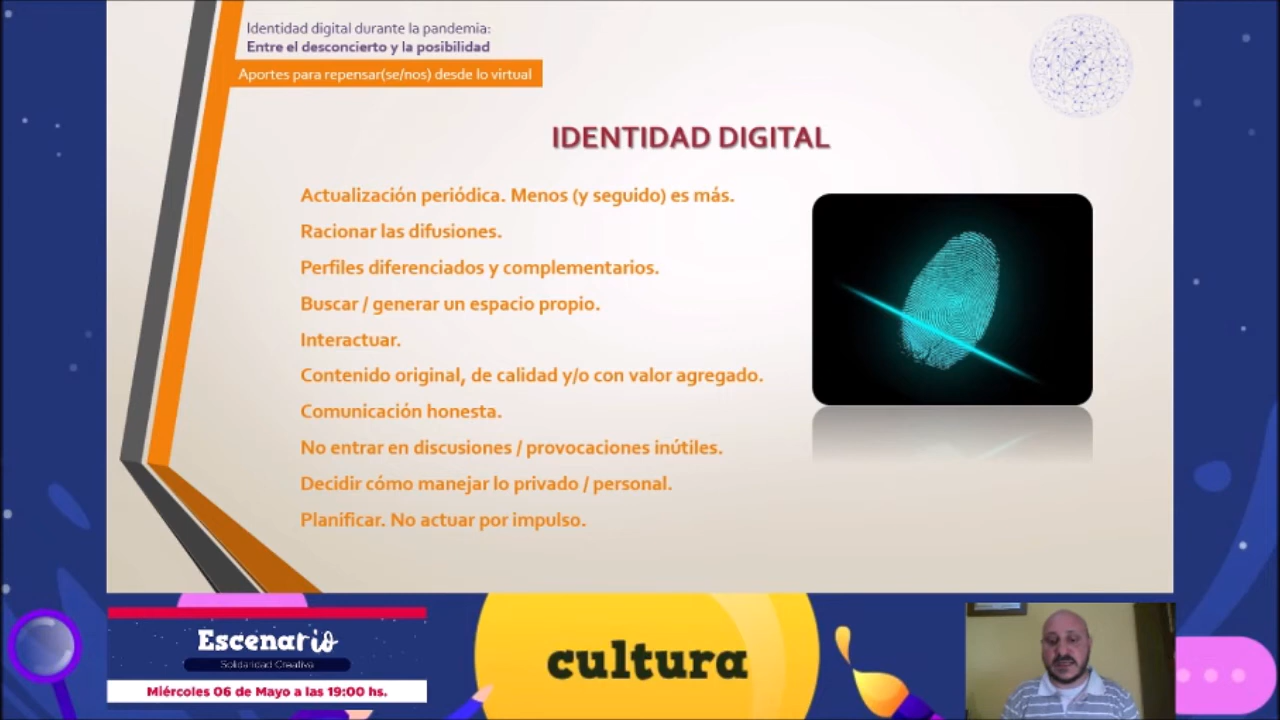 Identidad digital durante la pandemia:
Entre el desconcierto y la posibilidad
Aportes para repensar(se/nos) desde lo virtual
IDENTIDAD DIGITAL
Actualización periódica. Menos (y seguido) es más.
Racionar las difusiones.
Perfiles diferenciados y complementarios.
Buscar / generar un espacio propio.
Interactuar.
Contenido original, de calidad y/o con valor agregado.
Comunicación honesta.
No entrar en discusiones / provocaciones inútiles.
Decidir cómo manejar lo privado / personal.
Planificar. No actuar por impulso.
Escenario
Solidaridad Creativa
Miércoles 06 de Mayo a las 19:00 hs.
cultura